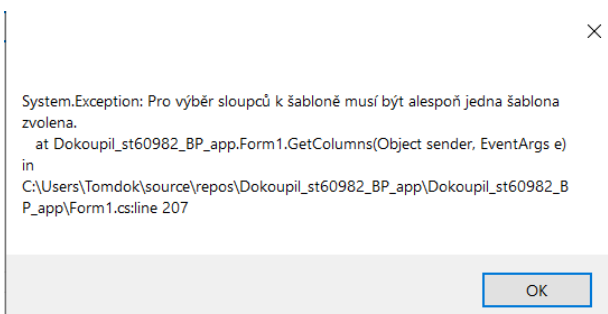 System.Exception: Pro výběr sloupců k šabloně musí být alespoň jedna šablona
zvolena.
at Dokoupil_st60982_BP_app.Form1.GetColumns(Object sender, EventArgs e)
in
C:\Users\Tomdok\source\repos\Dokoupil_st60982_BP_app\Dokoupil_st60982_B
P_app\Form1.cs:line 207
OK